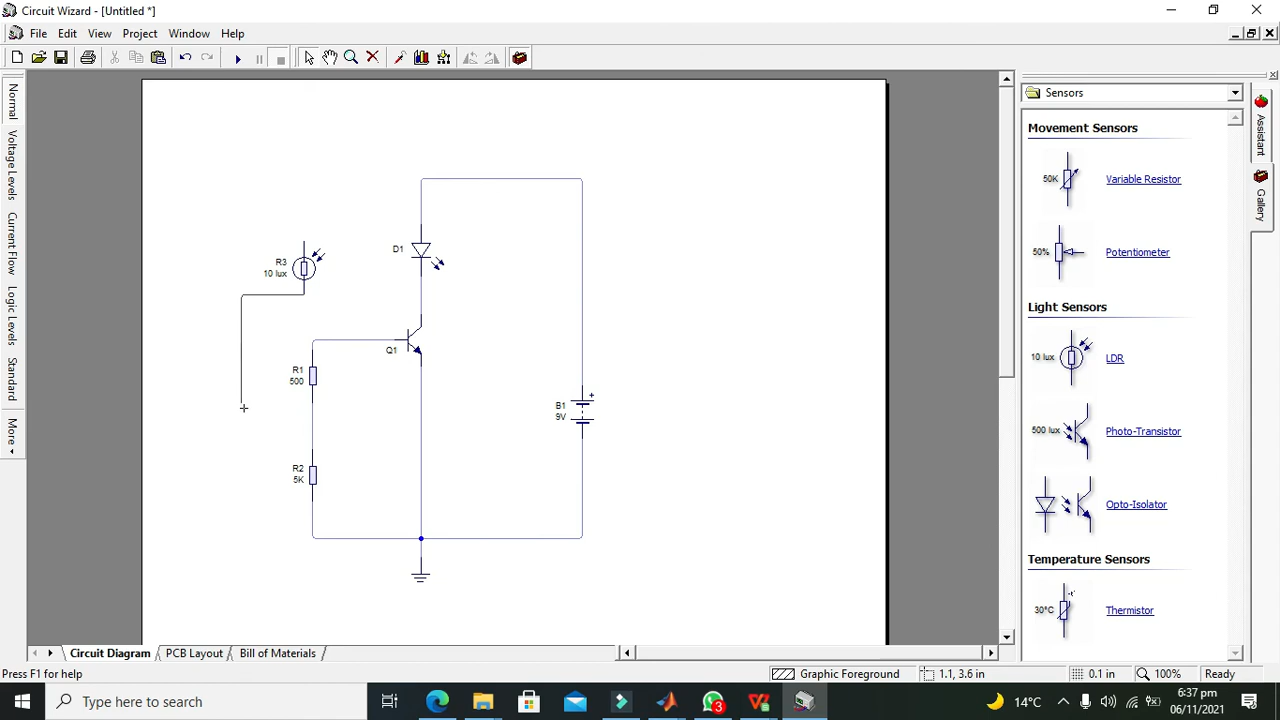 Circuit Wizard - [Untitled *]
File Edit View Project Window Help
Normal
Voltage Levels
Current Flow
Logic Levels
Standard
More
Sensors
Movement Sensors
50K
Variable Resistor
50%
Potentiometer
Light Sensors
10 lux
LDR
500 lux
Photo-Transistor
Opto-Isolator
Temperature Sensors
30°C
-t°
Thermistor
Assistant
Gallery
R3
10 lux
D1
Q1
R1
500
R2
5K
B1
9V
+
Circuit Diagram PCB Layout Bill of Materials
Press F1 for help
Graphic Foreground 1.1, 3.6 in 0.1 in 100% Ready
Type here to search
3
14°C
6:37 pm
06/11/2021